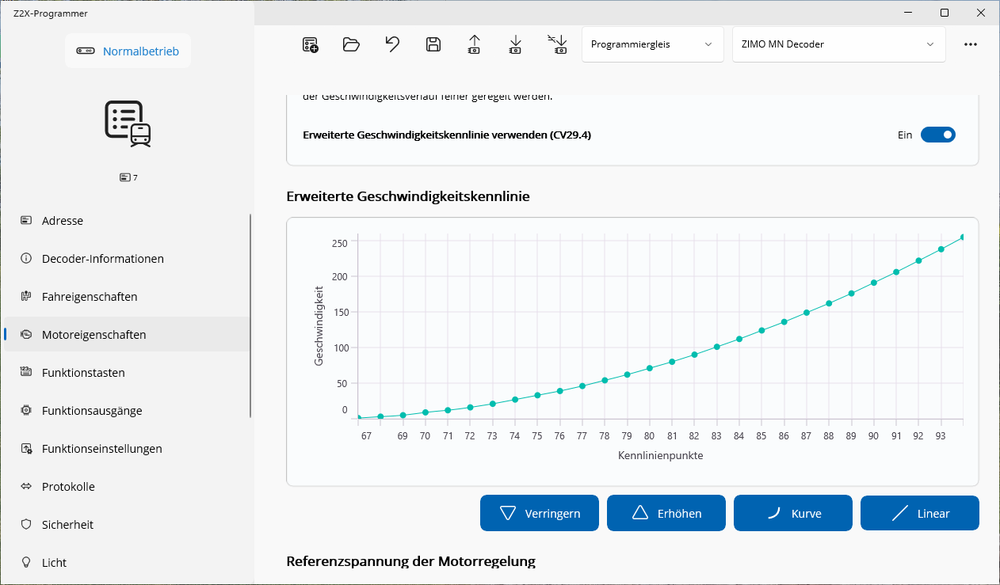 Z2X-Programmer
Normalbetrieb
7
Adresse
Decoder-Informationen
Fahreigenschaften
Motoreigenschaften
Funktionstasten
Funktionsausgänge
Funktionseinstellungen
Protokolle
Sicherheit
Licht
Programmiergleis
ZIMO MN Decoder
der Geschwindigkeitsverlauf feiner geregelt werden.
Erweiterte Geschwindigkeitskennlinie verwenden (CV29.4)
Ein
Erweiterte Geschwindigkeitskennlinie
250
200
150
100
50
0
Geschwindigkeit
67 69 70 71 72 73 74 75 76 77 78 79 80 81 82 83 84 85 86 87 88 89 90 91 92 93
Kennlinienpunkte
Verringern
Erhöhen
Kurve
Linear
Referenzspannung der Motorregelung